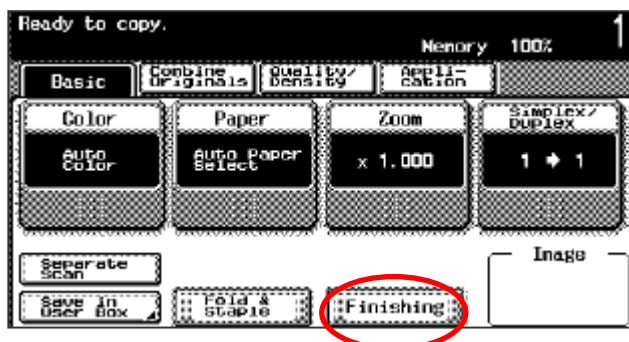 Ready to copy.
Memory 100% 1
Basic
Combine
Originals
Quality/
Density
Appli-
cation
Color
Auto
Color
Paper
Auto Paper
Select
Zoom
x 1.000
Simplex/
Duplex
1 ➔ 1
Separate
Scan
Save in
User Box
Fold &
Staple
Finishing
Image